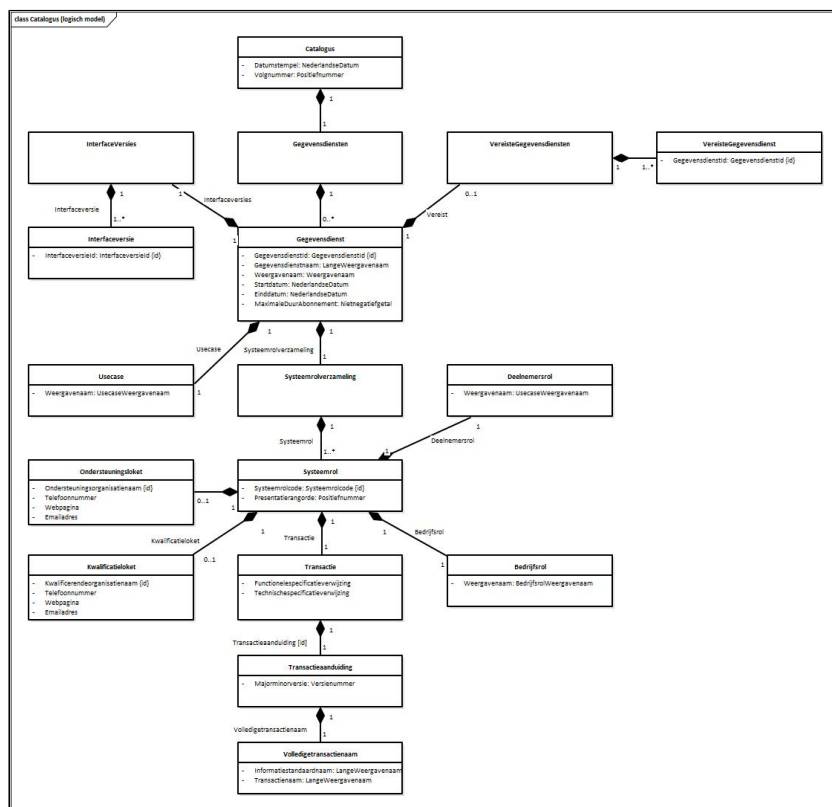 class Catalogus (logisch model)
Catalogus
- Datumstempel: NederlandseDatum
- Volgnummer: Positiefnummer
1
1
InterfaceVersies
Gegevensdiensten
VereisteGegevensdiensten
VereisteGegevensdienst
- Gegevensdienstid: Gegevensdienstid {id}
1
1..*
1
1
1
0..1
Interfaceversies
Interfaceversie
Vereist
1..*
1
0..*
1
Interfaceversie
- InterfaceversieId: InterfaceversieId {id}
Gegevensdienst
- GegevensdienstId: GegevensdienstId {id}
- Gegevensdienstnaam: LangeWeergavenaam
- Weergavenaam: Weergavenaam
- Startdatum: NederlandseDatum
- Einddatum: NederlandseDatum
- MaximaleDuurAbonnement: Nietnegatiefgetal
1
1
Usecase
Systeemrolverzameling
1
1
Usecase
- Weergavenaam: UsecaseWeergavenaam
Systeemrolverzameling
Deelnemersrol
- Weergavenaam: UsecaseWeergavenaam
1
1
Systeemrol
Deelnemersrol
1..*
1
Ondersteuningsloket
- Ondersteuningsorganisatienaam {id}
- Telefoonnummer
- Webpagina
- Emailadres
0..1
1
Systeemrol
- Systeemrolcode: Systeemrolcode {id}
- Presentatierangorde: Positiefnummer
1
1
1
Kwalificatieloket
Transactie
Bedrijfsrol
0..1
1
1
Kwalificatieloket
- Kwalificerendeorganisatienaam {id}
- Telefoonnummer
- Webpagina
- Emailadres
Transactie
- Functionelespecificatieverwijzing
- Technischespecificatieverwijzing
Bedrijfsrol
- Weergavenaam: BedrijfsrolWeergavenaam
1
Transactieaanduiding {id}
1
Transactieaanduiding
- Majorminorversie: Versienummer
1
Volledigetransactienaam
1
Volledigetransactienaam
- Informatiestandaardnaam: LangeWeergavenaam
- Transactienaam: LangeWeergavenaam